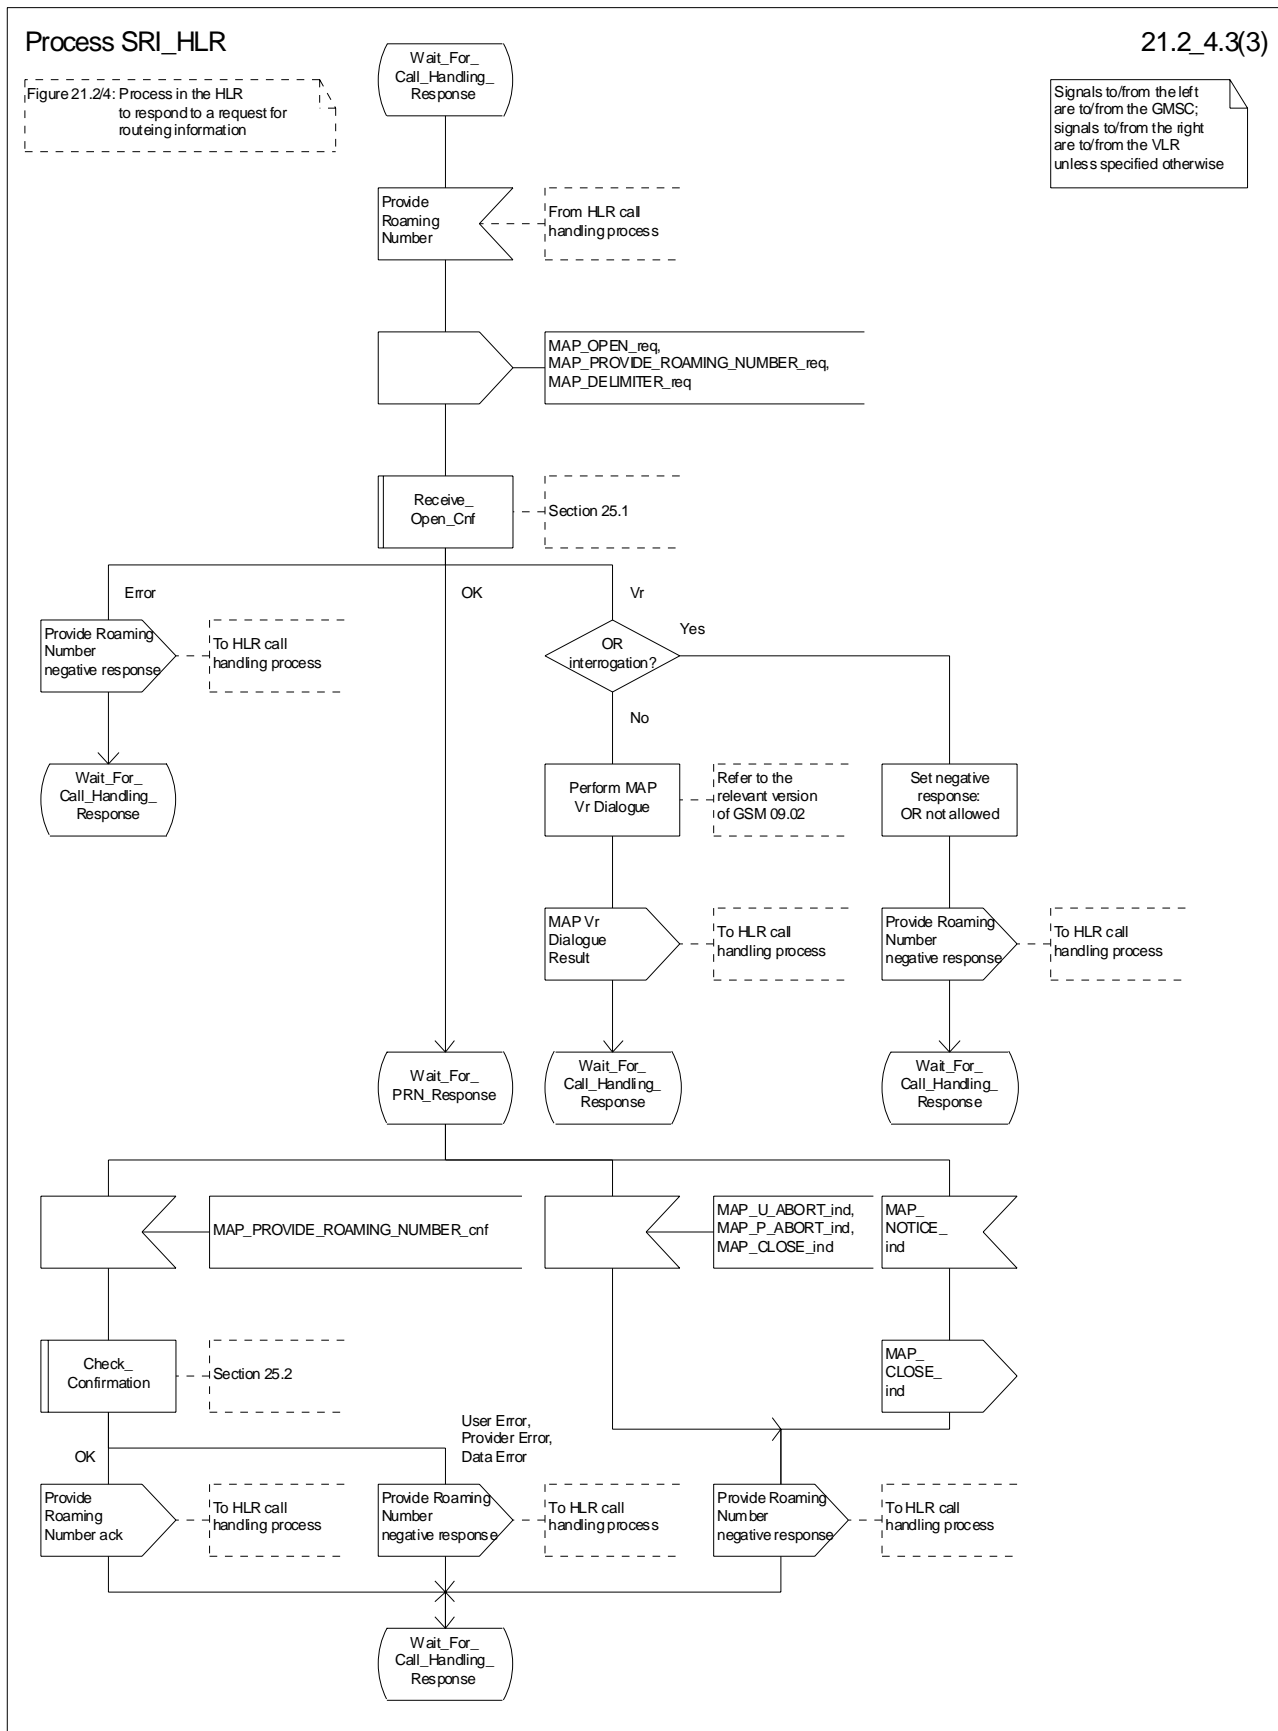 Process SRI_HLR
21.2_4.3(3)
Figure 21.2/4: Process in the HLR
to respond to a request for
routeing information
Wait_For_
Call_Handling_
Response
Signals to/from the left
are to/from the GMSC;
signals to/from the right
are to/from the VLR
unless specified otherwise
Provide
Roaming
Number
From HLR call
handling process
MAP_OPEN_req,
MAP_PROVIDE_ROAMING_NUMBER_req,
MAP_DELIMITER_req
Receive_
Open_Cnf
Section 25.1
Error
OK
Vr
Provide Roaming
Number
negative response
To HLR call
handling process
OR
interrogation?
Yes
No
Wait_For_
Call_Handling_
Response
Perform MAP
Vr Dialogue
Refer to the
relevant version
of GSM 09.02
Set negative
response:
OR not allowed
MAP Vr
Dialogue
Result
To HLR call
handling process
Provide Roaming
Number
negative response
To HLR call
handling process
Wait_For_
PRN_Response
Wait_For_
Call_Handling_
Response
Wait_For_
Call_Handling_
Response
MAP_PROVIDE_ROAMING_NUMBER_cnf
MAP_U_ABORT_ind,
MAP_P_ABORT_ind,
MAP_CLOSE_ind
MAP_
NOTICE_
ind
Check_
Confirmation
Section 25.2
MAP_
CLOSE_
ind
OK
User Error,
Provider Error,
Data Error
Provide
Roaming
Number ack
To HLR call
handling process
Provide Roaming
Number
negative response
To HLR call
handling process
Provide Roaming
Number
negative response
To HLR call
handling process
Wait_For_
Call_Handling_
Response